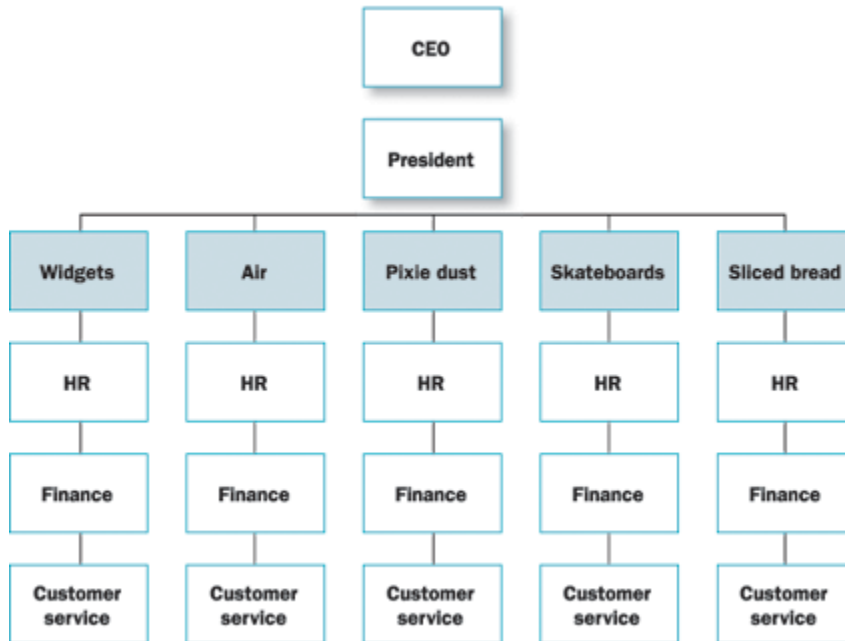 CEO
President
Widgets
Air
Pixie dust
Skateboards
Sliced bread
HR
HR
HR
HR
HR
Finance
Finance
Finance
Finance
Finance
Customer
service
Customer
service
Customer
service
Customer
service
Customer
service